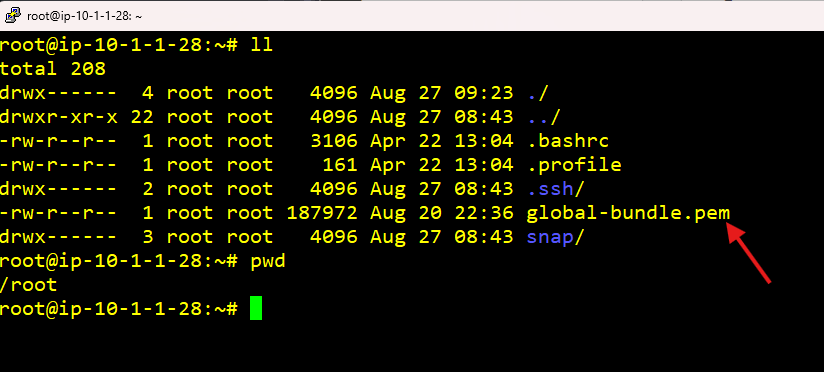 root@ip-10-1-1-28: ~
root@ip-10-1-1-28:~# ll
total 208
drwx------  4 root root   4096 Aug 27 09:23 ./
drwxr-xr-x 22 root root   4096 Aug 27 08:43 ../
-rw-r--r--  1 root root   3106 Apr 22 13:04 .bashrc
-rw-r--r--  1 root root    161 Apr 22 13:04 .profile
drwx------  2 root root   4096 Aug 27 08:43 .ssh/
-rw-r--r--  1 root root 187972 Aug 20 22:36 global-bundle.pem
drwx------  3 root root   4096 Aug 27 08:43 snap/
root@ip-10-1-1-28:~# pwd
/root
root@ip-10-1-1-28:~#